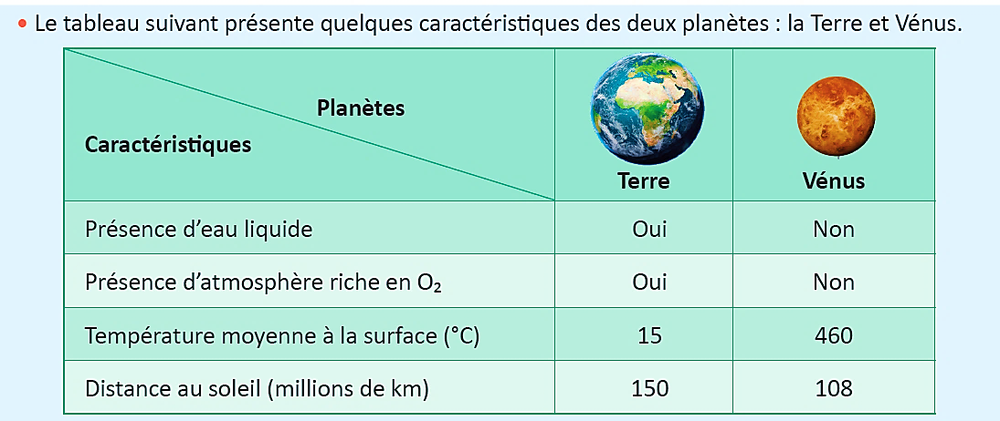 • Le tableau suivant présente quelques caractéristiques des deux planètes : la Terre et Vénus.
Planètes
Caractéristiques
Terre Vénus
Présence d'eau liquide Oui Non
Présence d'atmosphère riche en O₂ Oui Non
Température moyenne à la surface (°C) 15 460
Distance au soleil (millions de km) 150 108